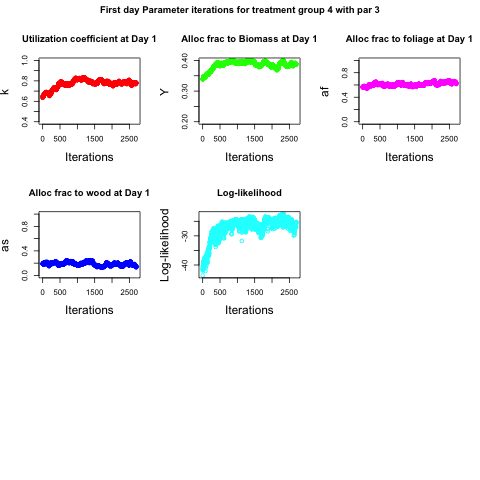 First day Parameter iterations for treatment group 4 with par 3
Utilization coefficient at Day 1
k
0.4 0.6 0.8 1.0
0 500 1500 2500
Iterations
Alloc frac to Biomass at Day 1
Y
0.20 0.30 0.40
0 500 1500 2500
Iterations
Alloc frac to foliage at Day 1
af
0.0 0.4 0.8
0 500 1500 2500
Iterations
Alloc frac to wood at Day 1
as
0.0 0.4 0.8
0 500 1500 2500
Iterations
Log-likelihood
Log-likelihood
-40 -30
0 500 1500 2500
Iterations